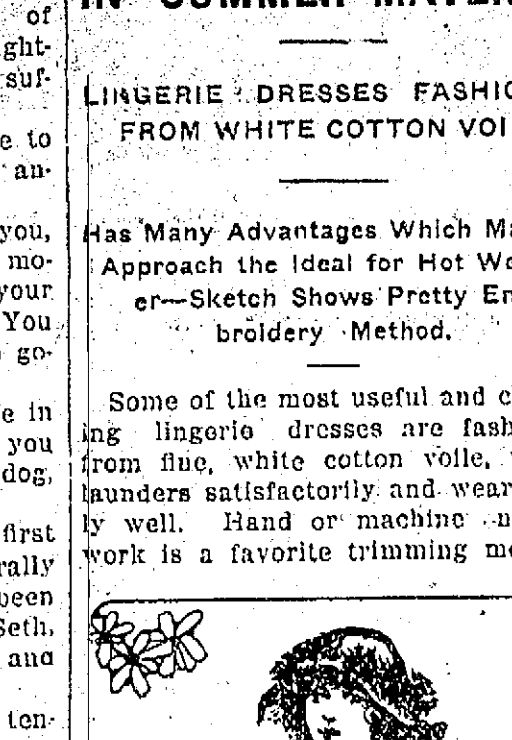 of
ght-
suf-
e to
an-
you,
mo-
your
You
go-
e in
you
dog,
first
rally
been
Seth,
and
ten-
IN SUMMER MATER
LINGERIE DRESSES FASHIO
FROM WHITE COTTON VOI
Has Many Advantages Which Ma
Approach the Ideal for Hot We
er—Sketch Shows Pretty Em
broidery Method.
Some of the most useful and c
ing lingerie dresses are fash
from fine, white cotton voile,
launders satisfactorily and wear
ly well. Hand or machine n
work is a favorite trimming me